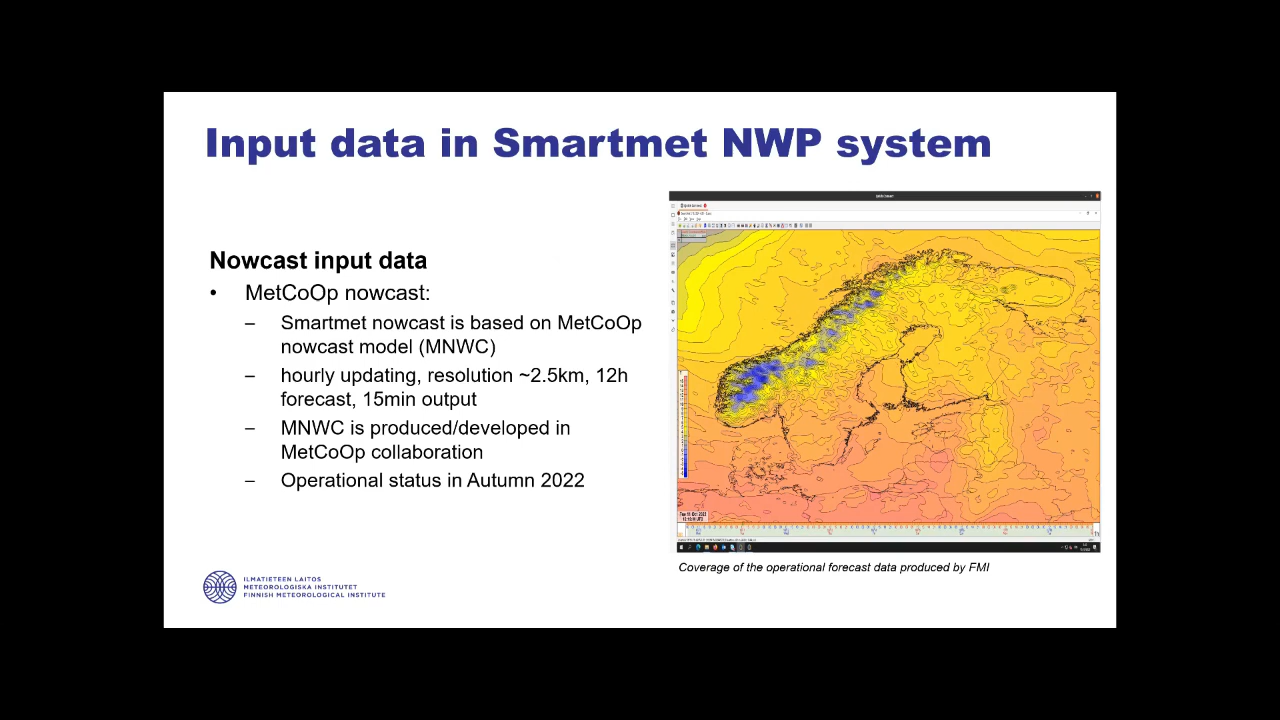 Input data in Smartmet NWP system
Nowcast input data
• MetCoOp nowcast:
– Smartmet nowcast is based on MetCoOp
nowcast model (MNWC)
– hourly updating, resolution ~2.5km, 12h
forecast, 15min output
– MNWC is produced/developed in
MetCoOp collaboration
– Operational status in Autumn 2022
Coverage of the operational forecast data produced by FMI
ILMATIETEEN LAITOS
METEOROLOGISKA INSTITUTET
FINNISH METEOROLOGICAL INSTITUTE